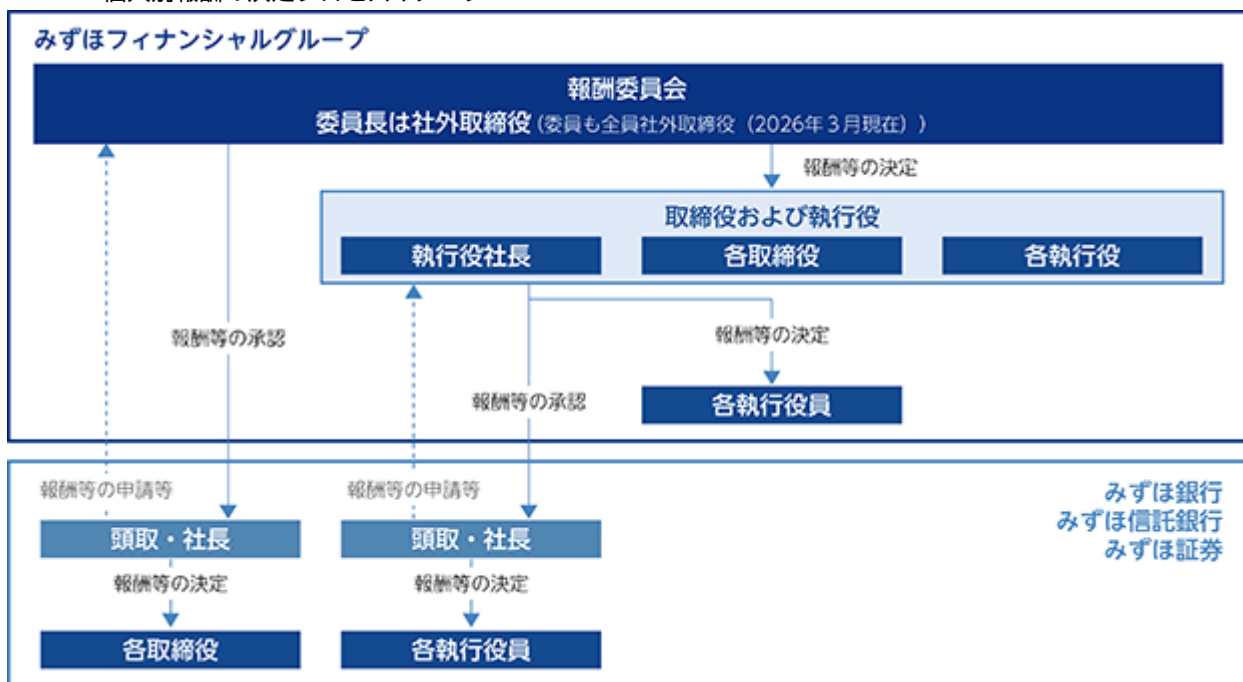 みずほフィナンシャルグループ
報酬委員会
委員長は社外取締役 (委員も全員社外取締役（2026年3月現在）)
報酬等の決定
取締役および執行役
執行役社長
各取締役
各執行役
報酬等の承認
報酬等の決定
報酬等の承認
各執行役員
報酬等の申請等
報酬等の申請等
みずほ銀行
みずほ信託銀行
みずほ証券
頭取・社長
頭取・社長
報酬等の決定
報酬等の決定
各取締役
各執行役員